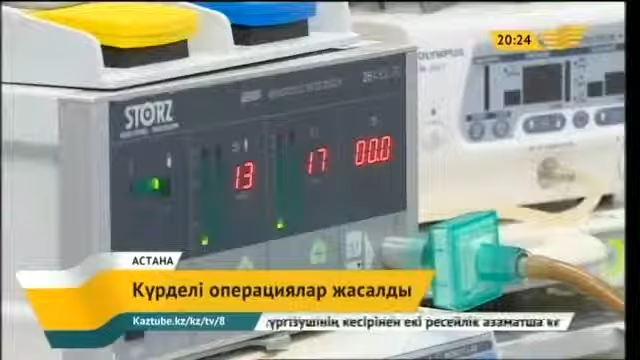 20:24
OLYMPUS
STORZ
13
17
00.0
АСТАНА
Күрделі операциялар жасалды
Kaztube.kz/kz/tv/8
үргізушінің кесірінен екі ресейлік азаматша ке